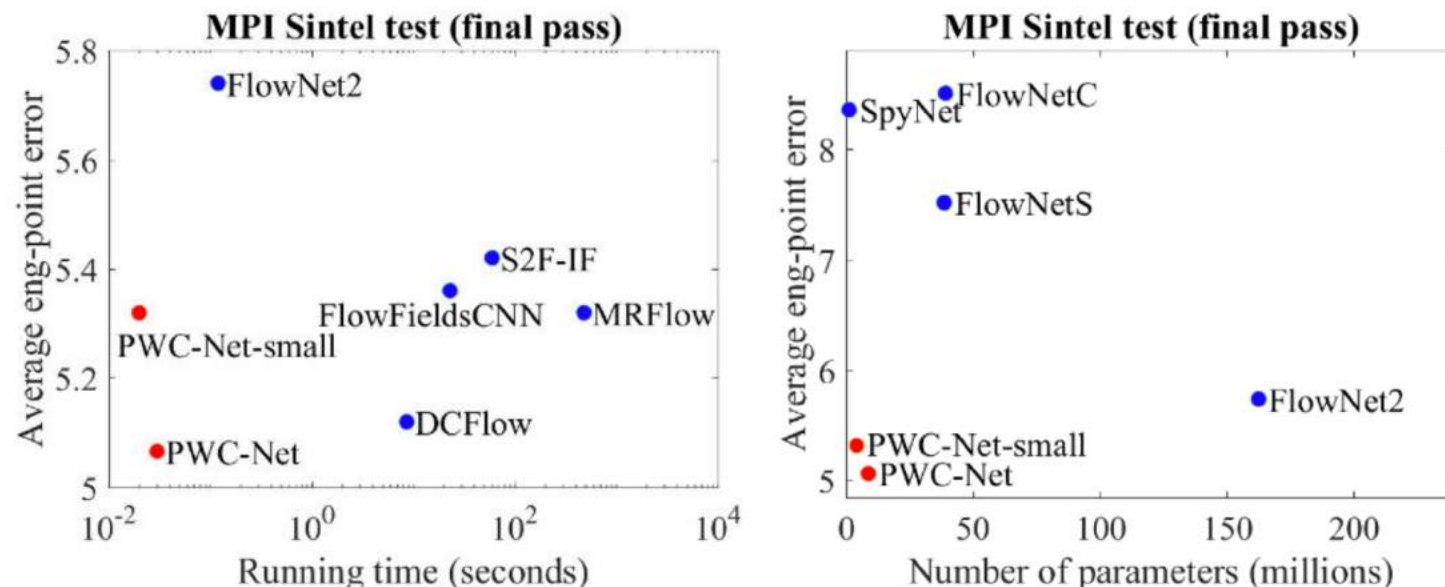 MPI Sintel test (final pass)
Average eng-point error
5.8
5.6
5.4
5.2
5
FlowNet2
S2F-IF
FlowFieldsCNN
MRFlow
PWC-Net-small
DCFlow
PWC-Net
10-2
100
102
104
Running time (seconds)
MPI Sintel test (final pass)
Average eng-point error
8
7
6
5
FlowNetC
SpyNet
FlowNetS
FlowNet2
PWC-Net-small
PWC-Net
0
50
100
150
200
Number of parameters (millions)